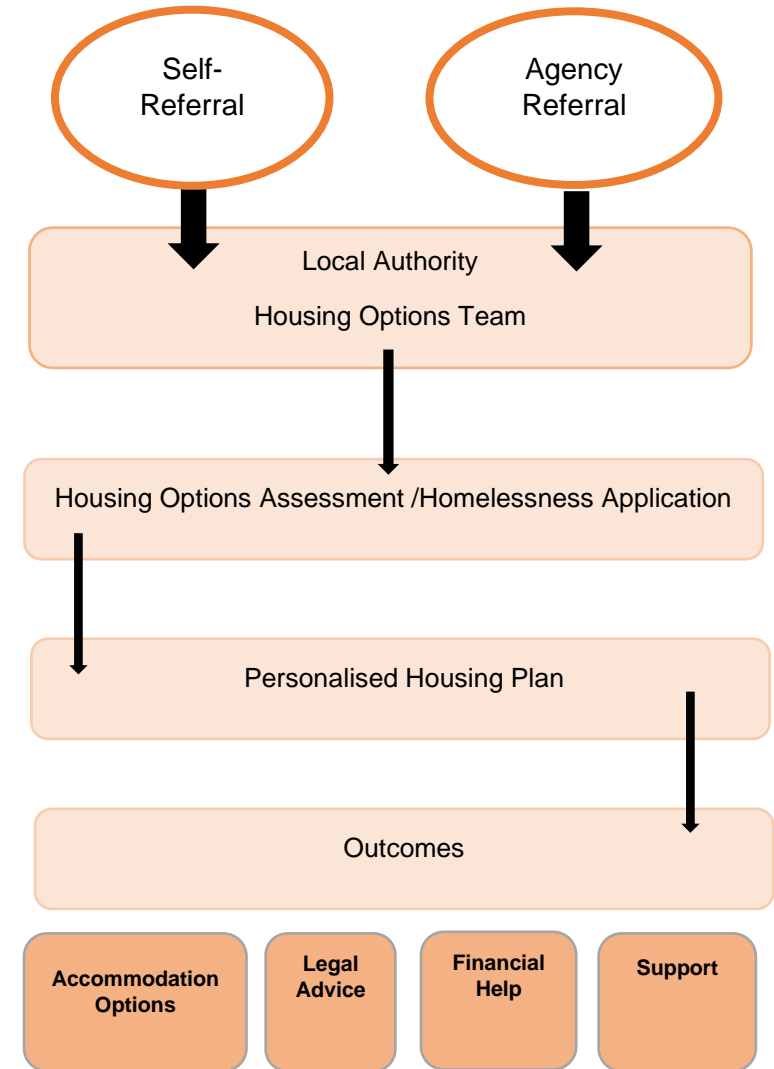 Self-
Referral
Agency
Referral
Local Authority
Housing Options Team
Housing Options Assessment /Homelessness Application
Personalised Housing Plan
Outcomes
Accommodation
Options
Legal
Advice
Financial
Help
Support